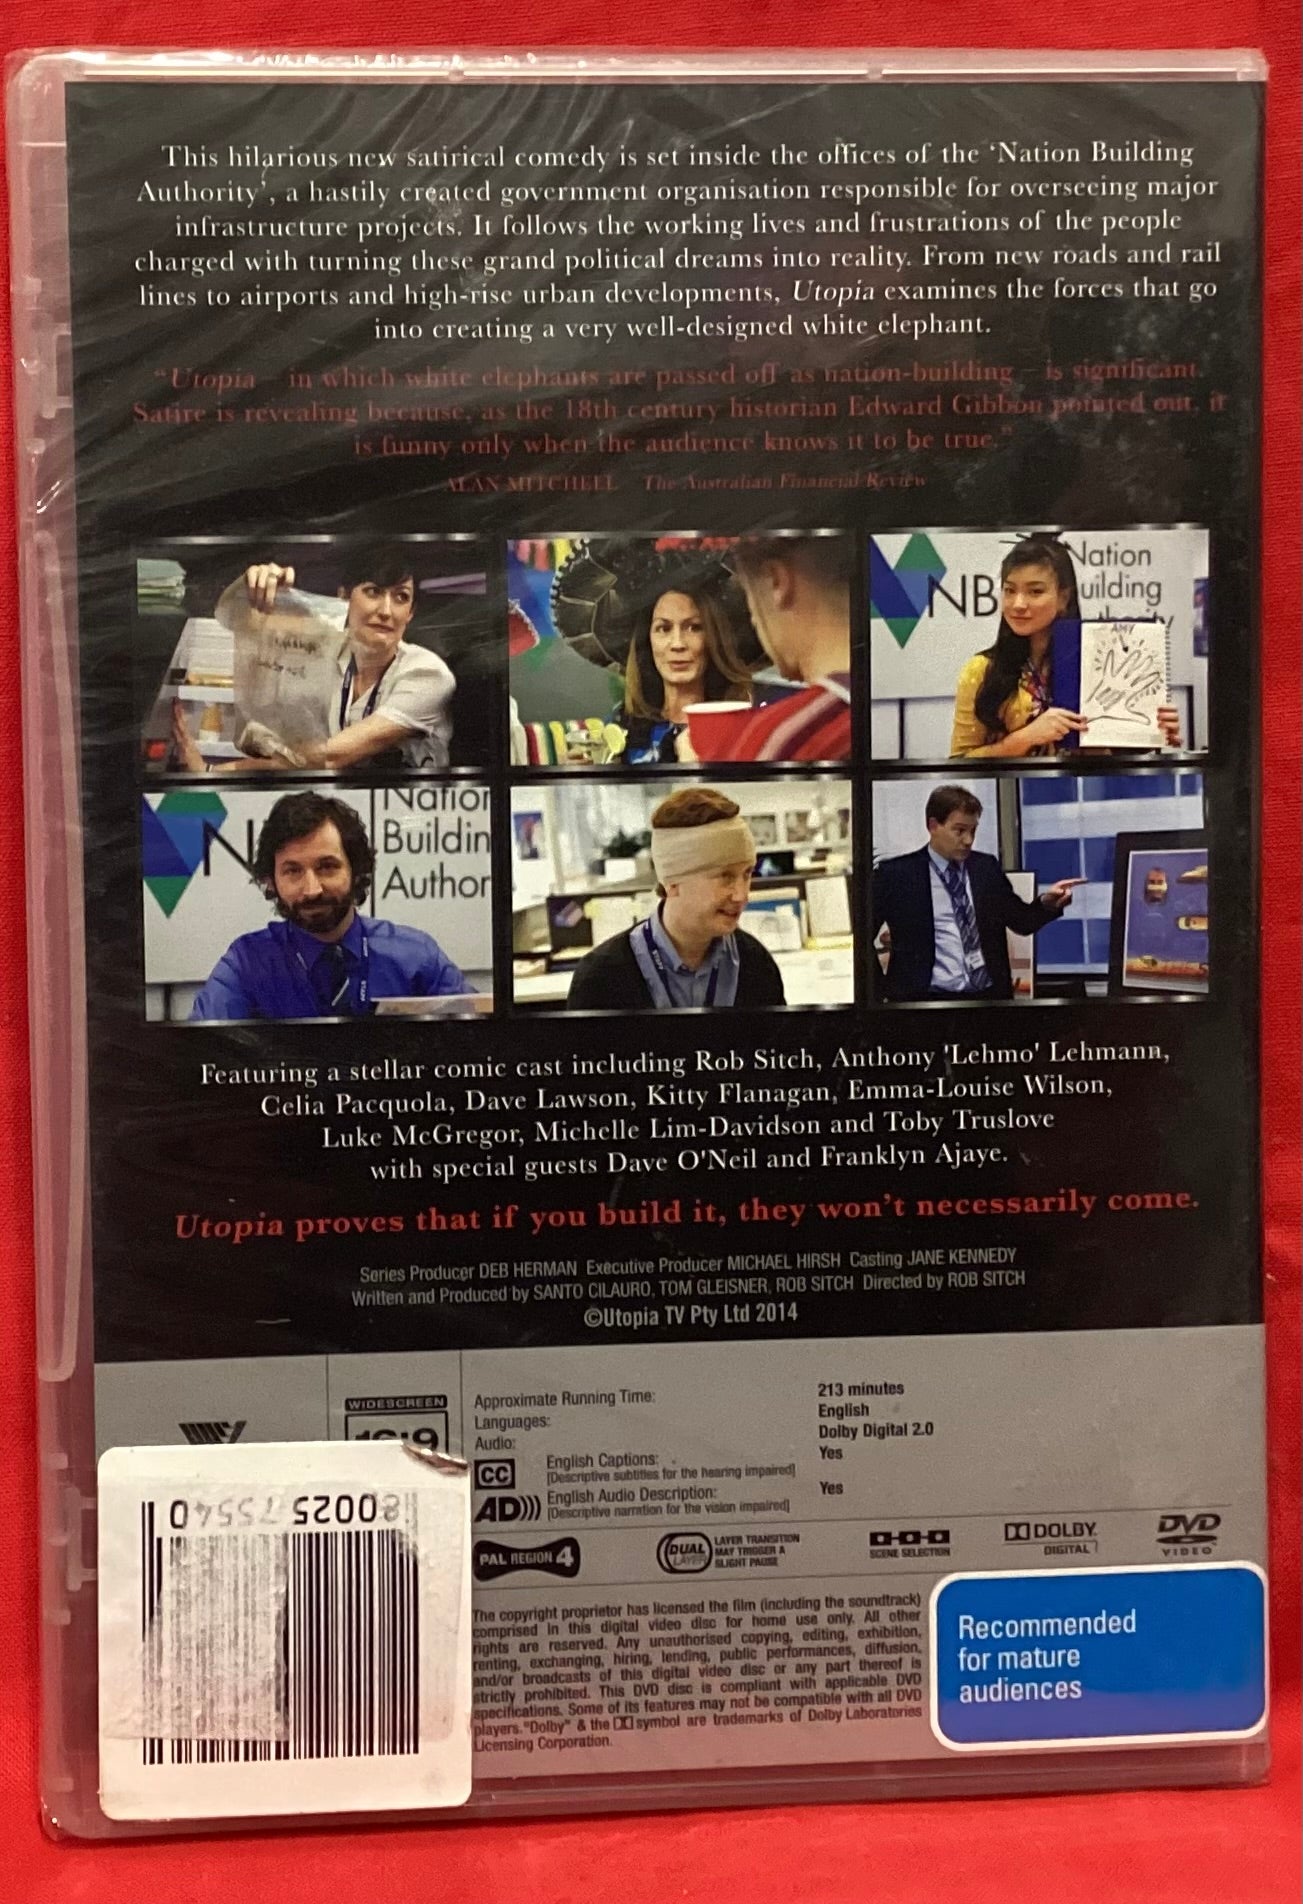 This hilarious new satirical comedy is set inside the offices of the 'Nation Building
Authority', a hastily created government organisation responsible for overseeing major
infrastructure projects. It follows the working lives and frustrations of the people
charged with turning these grand political dreams into reality. From new roads and rail
lines to airports and high-rise urban developments, Utopia examines the forces that go
into creating a very well-designed white elephant.
"Utopia – in which white elephants are passed off as nation-building – is significant.
Satire is revealing because, as the 18th century historian Edward Gibbon pointed out, it
is funny only when the audience knows it to be true."
ALAN MITCHELL The Australian Financial Review
NB
Nation
uilding
AMY
N
Nation
Buildin
Author
Featuring a stellar comic cast including Rob Sitch, Anthony 'Lehmo' Lehmann,
Celia Pacquola, Dave Lawson, Kitty Flanagan, Emma-Louise Wilson,
Luke McGregor, Michelle Lim-Davidson and Toby Truslove
with special guests Dave O'Neil and Franklyn Ajaye.
Utopia proves that if you build it, they won't necessarily come.
Series Producer DEB HERMAN Executive Producer MICHAEL HIRSH Casting JANE KENNEDY
Written and Produced by SANTO CILAURO, TOM GLEISNER, ROB SITCH Directed by ROB SITCH
©Utopia TV Pty Ltd 2014
WIDESCREEN
16:9
Approximate Running Time: 213 minutes
Languages: English
Audio: Dolby Digital 2.0
CC English Captions: Yes
[Descriptive subtitles for the hearing impaired]
AD))) English Audio Description: Yes
[Descriptive narration for the vision impaired]
PAL REGION 4
DUAL LAYER
LAYER TRANSITION
MAY TRIGGER A
SLIGHT PAUSE
SCENE SELECTION
DOLBY
DIGITAL
DVD
VIDEO
The copyright proprietor has licensed the film (including the soundtrack)
comprised in this digital video disc for home use only. All other
rights are reserved. Any unauthorised copying, editing, exhibition,
renting, exchanging, hiring, lending, public performances, diffusion,
and/or broadcasts of this digital video disc or any part thereof is
strictly prohibited. This DVD disc is compliant with applicable DVD
specifications. Some of its features may not be compatible with all DVD
players. "Dolby" & the symbol are trademarks of Dolby Laboratories
Licensing Corporation.
Recommended
for mature
audiences